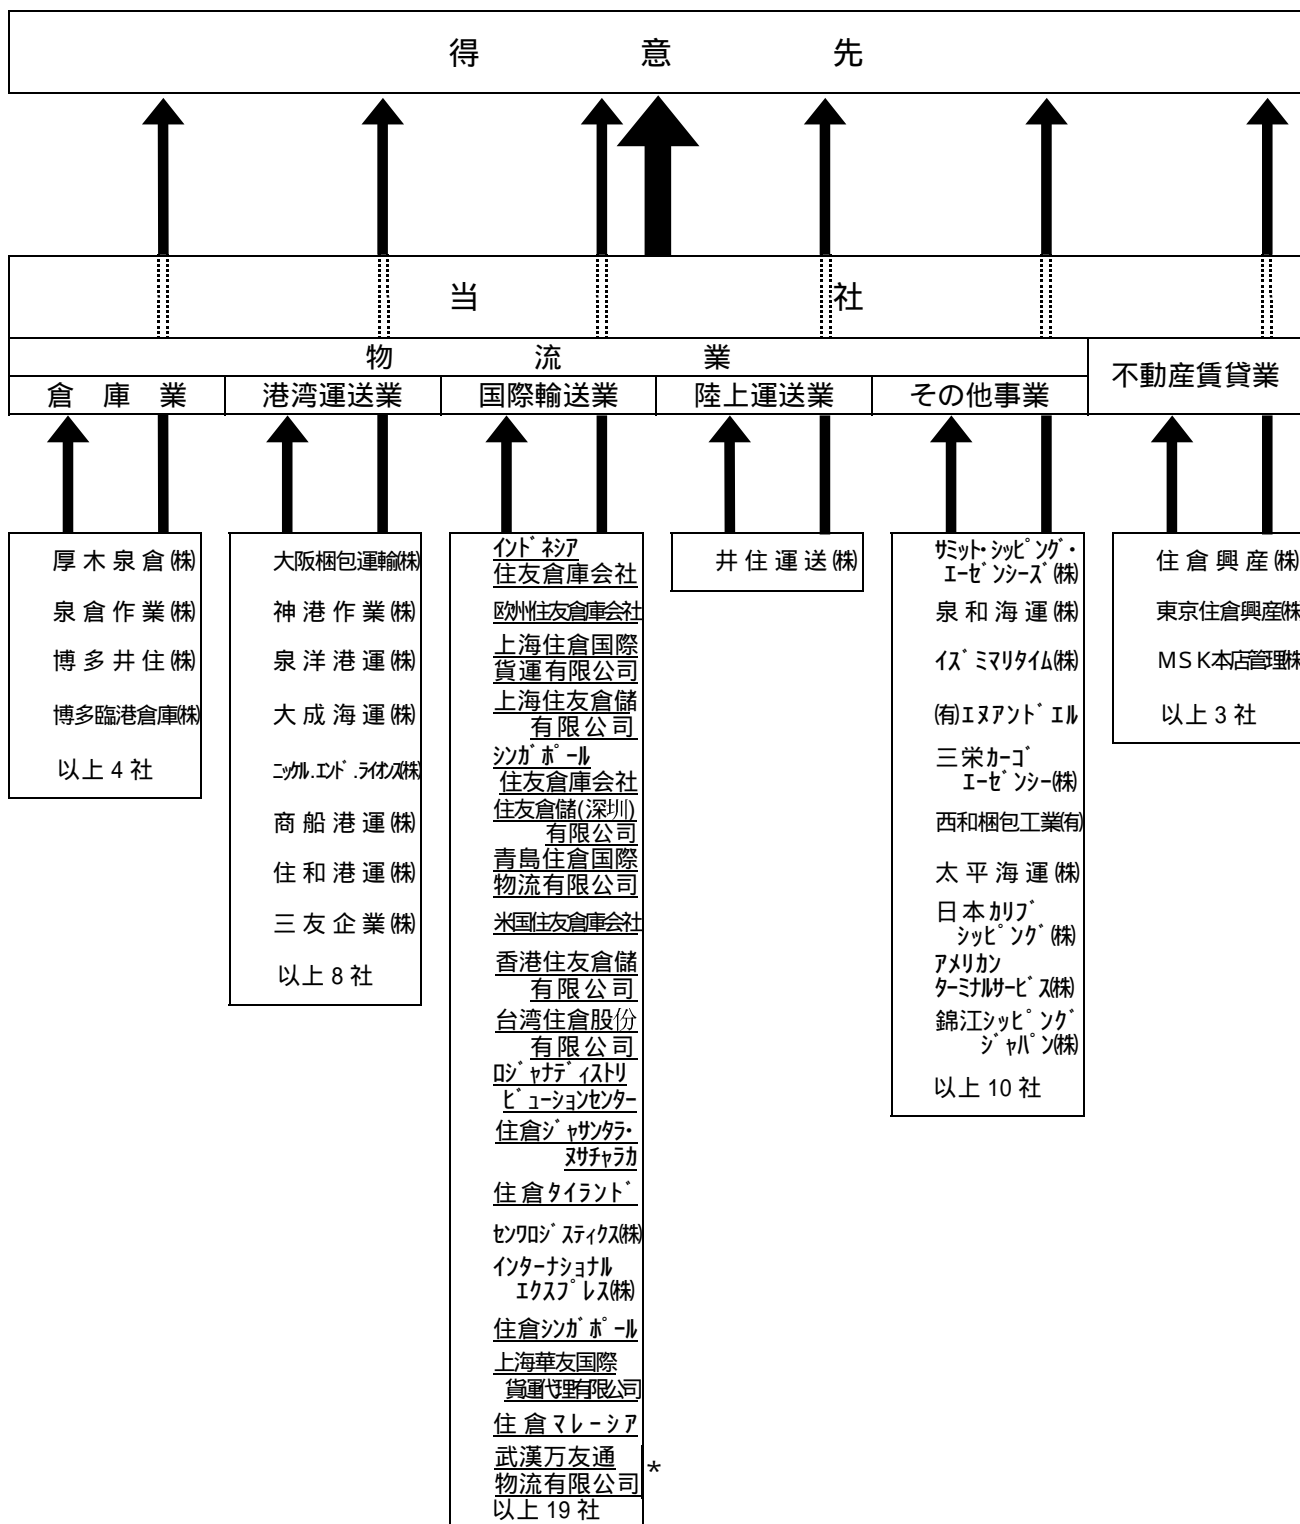 得意先
当社
物流業
不動産賃貸業
倉庫業
港湾運送業
国際輸送業
陸上運送業
その他事業
厚木泉倉㈱
泉倉作業㈱
博多井住㈱
博多臨港倉庫㈱
以上4社
大阪梱包運輸㈱
神港作業㈱
泉洋港運㈱
大成海運㈱
ニッケル.エンド.ライオンス㈱
商船港運㈱
住和港運㈱
三友企業㈱
以上8社
インドネシア
住友倉庫会社
欧州住友倉庫会社
上海住倉国際
貨運有限公司
上海住友倉儲
有限公司
シンガポール
住友倉庫会社
住友倉儲(深圳)
有限公司
青島住倉国際
物流有限公司
米国住友倉庫会社
香港住友倉儲
有限公司
台湾住倉股份
有限公司
ロジャナディストリ
ビューションセンター
住倉ジャサンタラ・
ヌサチャラカ
住倉タイランド
センワロジスティクス㈱
インターナショナル
エクスプレス㈱
住倉シンガポール
上海華友国際
貨運代理有限公司
住倉マレーシア
武漢万友通
物流有限公司
*
以上19社
井住運送㈱
サミット・シッピング・
エーゼンシーズ㈱
泉和海運㈱
イズミマリタイム㈱
㈲エヌアンドエル
三栄カーゴ
エーゼンシー㈱
西和梱包工業㈲
太平海運㈱
日本カリブ
シッピング㈱
アメリカン
ターミナルサービス㈱
錦江シッピング
ジャパン㈱
以上10社
住倉興産㈱
東京住倉興産㈱
MSK本店管理㈱
以上3社